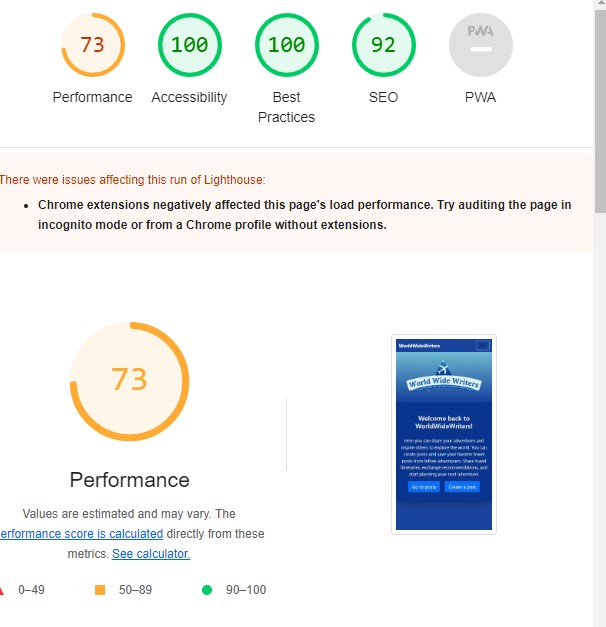 73
100
100
92
PWA
Performance
Accessibility
Best
Practices
SEO
PWA
There were issues affecting this run of Lighthouse:
• Chrome extensions negatively affected this page's load performance. Try auditing the page in
incognito mode or from a Chrome profile without extensions.
73
Performance
Values are estimated and may vary. The
erformance score is calculated directly from these
metrics. See calculator.
0–49
50–89
90–100
WorldWideWriters
World Wide Writers
Welcome back to
WorldWideWriters!
Here you can share your adventures and
inspire others to explore the world. You can
create posts and save your favorite travel
posts from fellow adventurers. Share travel
itineraries, exchange recommendations, and
start planning your next adventure!
Go to posts
Create a post